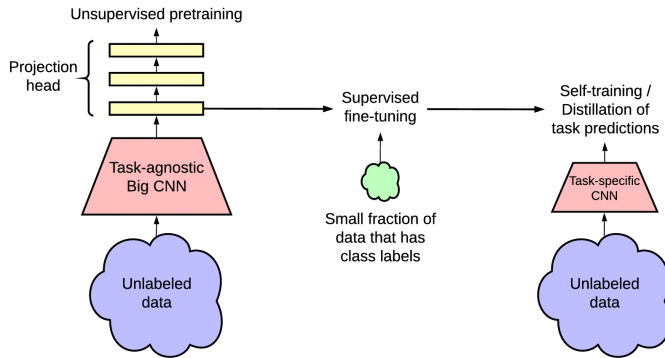 Unsupervised pretraining
Projection
head
Task-agnostic
Big CNN
Unlabeled
data
Supervised
fine-tuning
Small fraction of
data that has
class labels
Self-training /
Distillation of
task predictions
Task-specific
CNN
Unlabeled
data